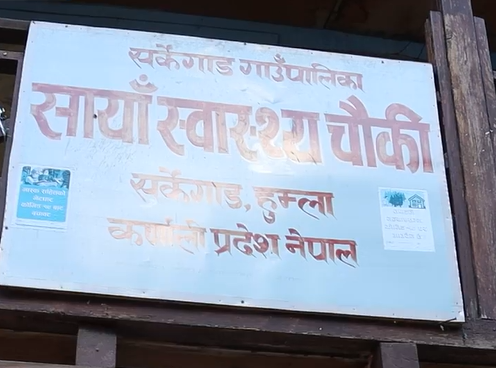 सर्केगाड गाउँपालिका
सायाँ स्वास्थ्य चौकी
सर्केगाड, हुम्ला
कर्णाली प्रदेश नेपाल